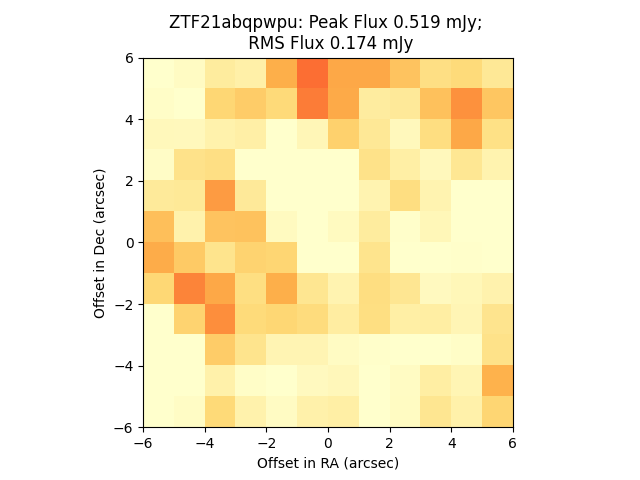 ZTF21abqpwpu: Peak Flux 0.519 mJy;
RMS Flux 0.174 mJy
6
4
2
0
−2
−4
−6
Offset in Dec (arcsec)
−6 −4 −2 0 2 4 6
Offset in RA (arcsec)